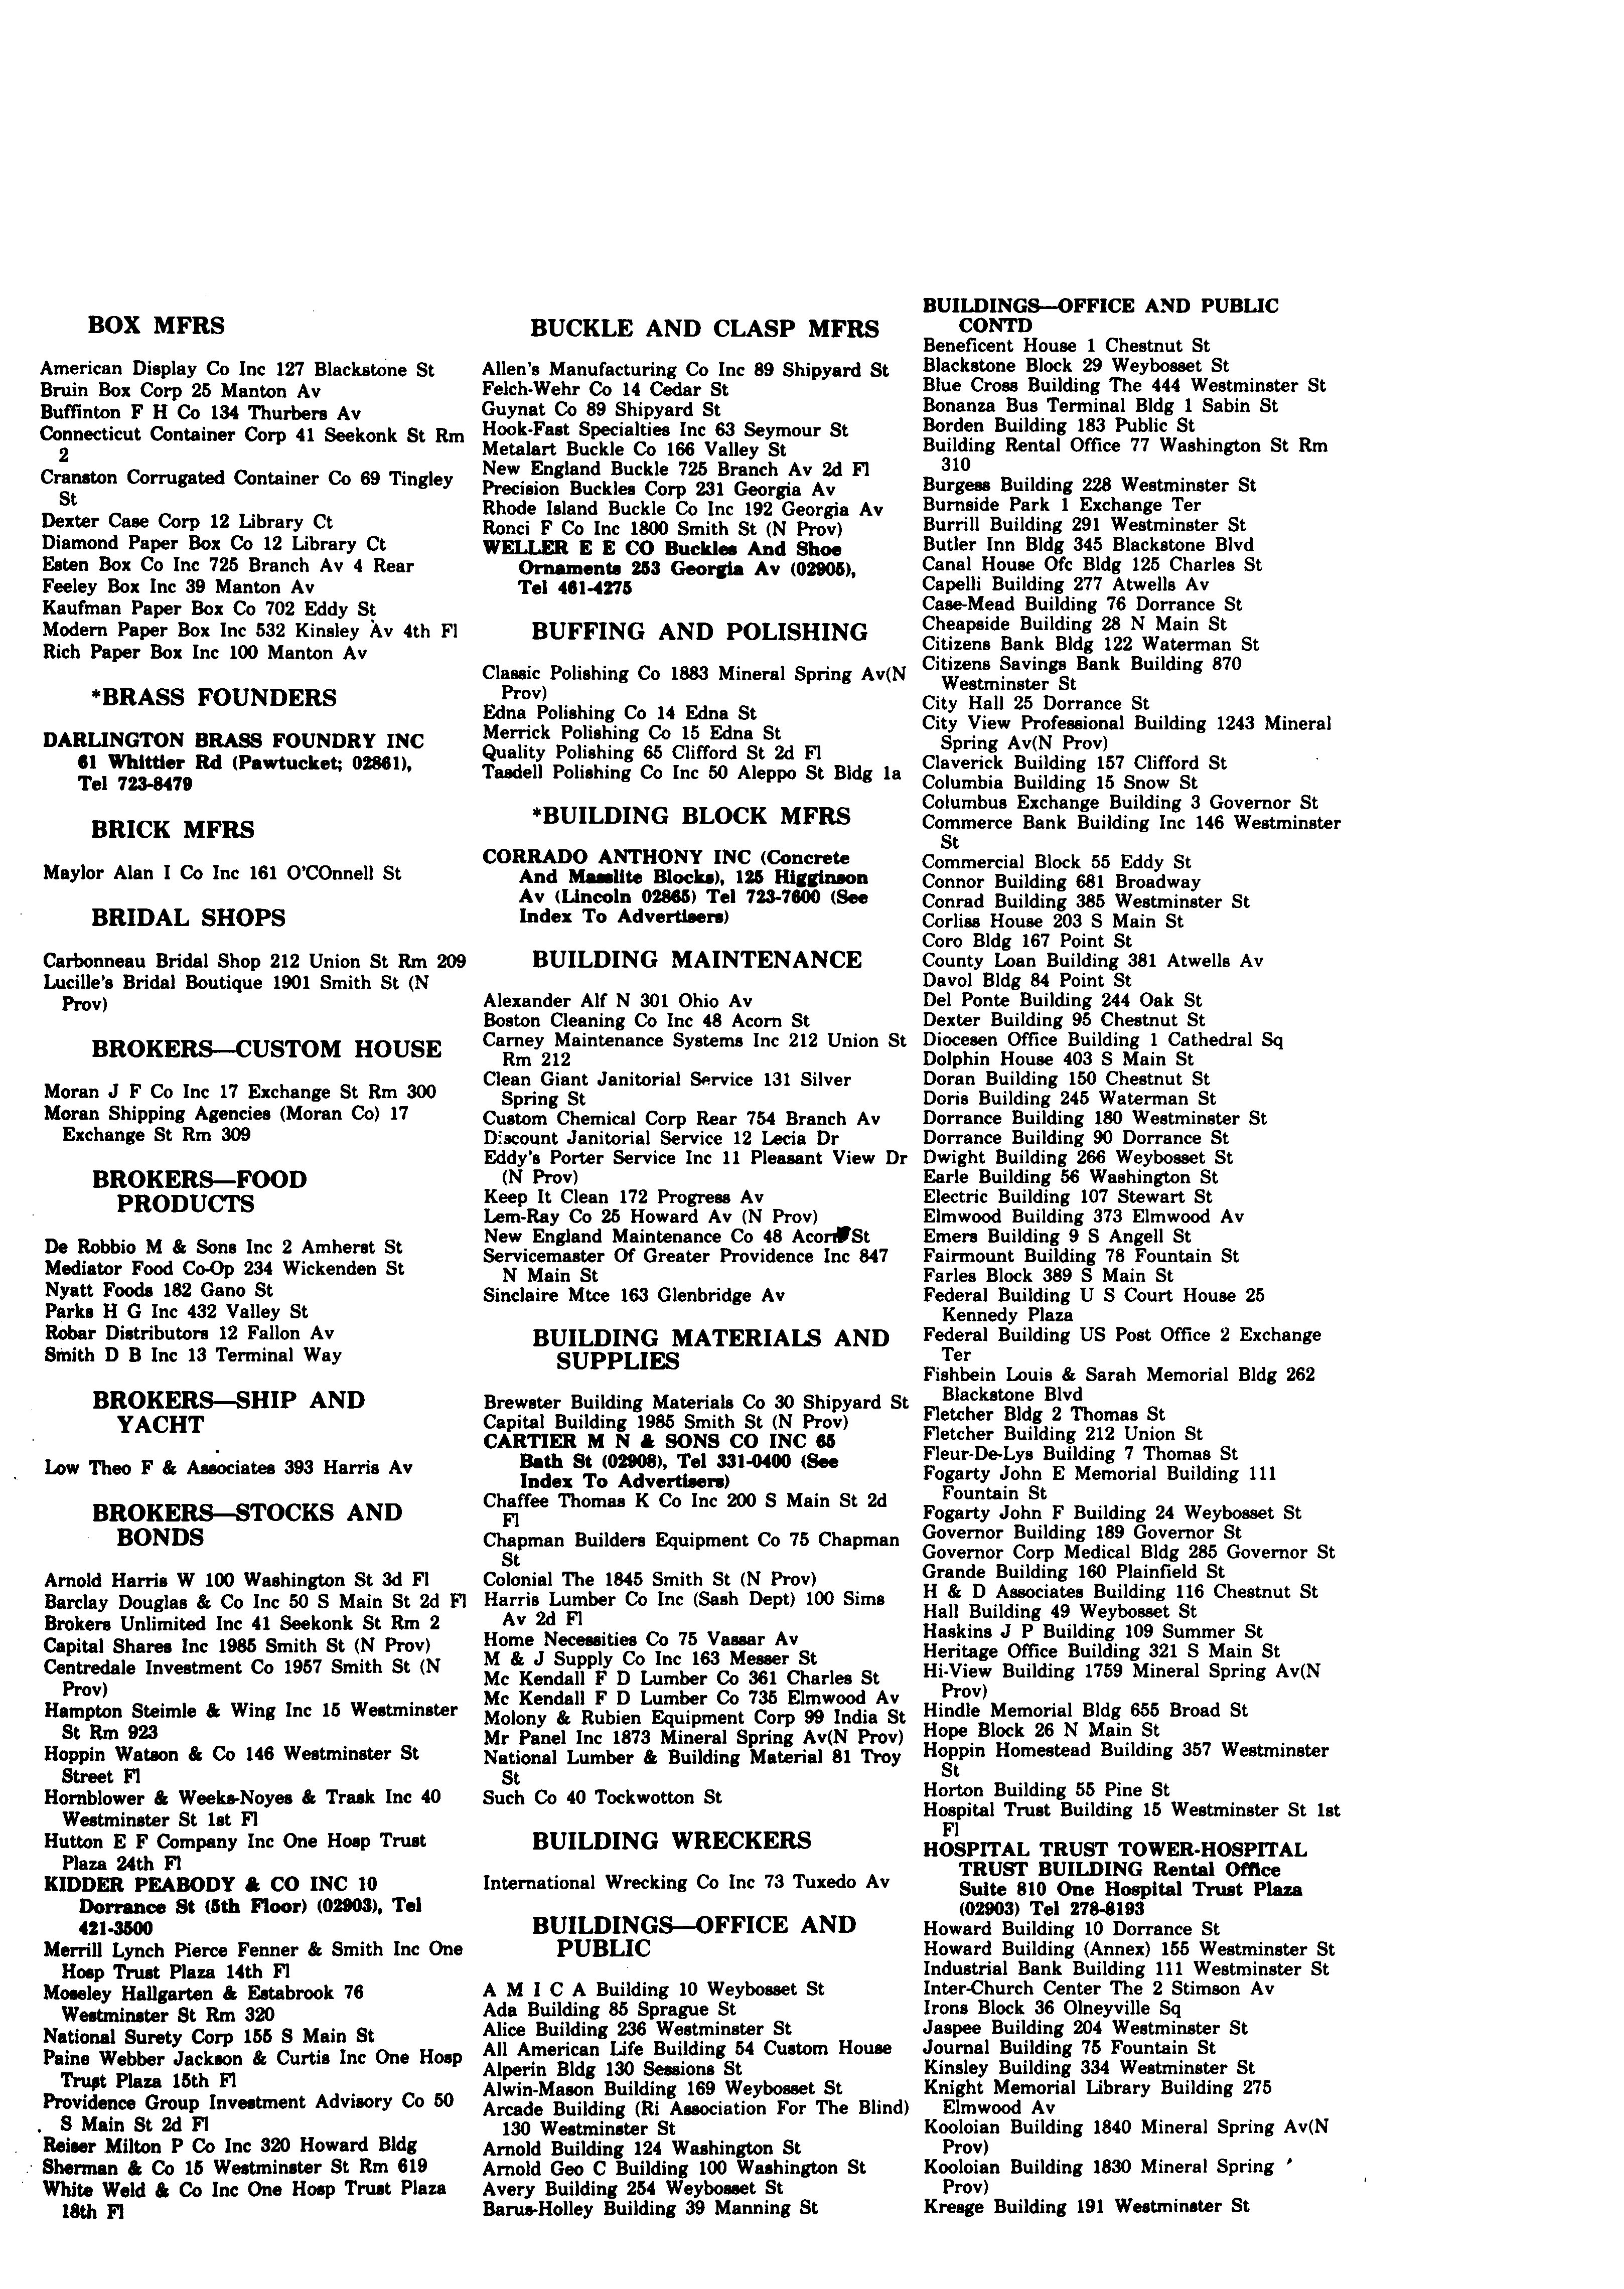 BOX MFRS
American Display Co Inc 127 Blackstone St
Bruin Box Corp 25 Manton Av
Buffinton F H Co 134 Thurbers Av
Connecticut Container Corp 41 Seekonk St Rm
2
Cranston Corrugated Container Co 69 Tingley
St
Dexter Case Corp 12 Library Ct
Diamond Paper Box Co 12 Library Ct
Esten Box Co Inc 725 Branch Av 4 Rear
Feeley Box Inc 39 Manton Av
Kaufman Paper Box Co 702 Eddy St
Modern Paper Box Inc 532 Kinsley Av 4th Fl
Rich Paper Box Inc 100 Manton Av
*BRASS FOUNDERS
DARLINGTON BRASS FOUNDRY INC
61 Whittier Rd (Pawtucket; 02861),
Tel 723-8479
BRICK MFRS
Maylor Alan I Co Inc 161 O'COnnell St
BRIDAL SHOPS
Carbonneau Bridal Shop 212 Union St Rm 209
Lucille's Bridal Boutique 1901 Smith St (N
Prov)
BROKERS—CUSTOM HOUSE
Moran J F Co Inc 17 Exchange St Rm 300
Moran Shipping Agencies (Moran Co) 17
Exchange St Rm 309
BROKERS—FOOD
PRODUCTS
De Robbio M & Sons Inc 2 Amherst St
Mediator Food Co-Op 234 Wickenden St
Nyatt Foods 182 Gano St
Parks H G Inc 432 Valley St
Robar Distributors 12 Fallon Av
Smith D B Inc 13 Terminal Way
BROKERS—SHIP AND
YACHT
Low Theo F & Associates 393 Harris Av
BROKERS—STOCKS AND
BONDS
Arnold Harris W 100 Washington St 3d Fl
Barclay Douglas & Co Inc 50 S Main St 2d Fl
Brokers Unlimited Inc 41 Seekonk St Rm 2
Capital Shares Inc 1985 Smith St (N Prov)
Centredale Investment Co 1957 Smith St (N
Prov)
Hampton Steimle & Wing Inc 15 Westminster
St Rm 923
Hoppin Watson & Co 146 Westminster St
Street Fl
Hornblower & Weeks-Noyes & Trask Inc 40
Westminster St 1st Fl
Hutton E F Company Inc One Hosp Trust
Plaza 24th Fl
KIDDER PEABODY & CO INC 10
Dorrance St (5th Floor) (02903), Tel
421-3500
Merrill Lynch Pierce Fenner & Smith Inc One
Hosp Trust Plaza 14th Fl
Moseley Hallgarten & Estabrook 76
Westminster St Rm 320
National Surety Corp 155 S Main St
Paine Webber Jackson & Curtis Inc One Hosp
Trust Plaza 15th Fl
Providence Group Investment Advisory Co 50
S Main St 2d Fl
Reiser Milton P Co Inc 320 Howard Bldg
Sherman & Co 15 Westminster St Rm 619
White Weld & Co Inc One Hosp Trust Plaza
18th Fl
BUCKLE AND CLASP MFRS
Allen's Manufacturing Co Inc 89 Shipyard St
Felch-Wehr Co 14 Cedar St
Guynat Co 89 Shipyard St
Hook-Fast Specialties Inc 63 Seymour St
Metalart Buckle Co 166 Valley St
New England Buckle 725 Branch Av 2d Fl
Precision Buckles Corp 231 Georgia Av
Rhode Island Buckle Co Inc 192 Georgia Av
Ronci F Co Inc 1800 Smith St (N Prov)
WELLER E E CO Buckles And Shoe
Ornaments 253 Georgia Av (02905),
Tel 461-4275
BUFFING AND POLISHING
Classic Polishing Co 1883 Mineral Spring Av(N
Prov)
Edna Polishing Co 14 Edna St
Merrick Polishing Co 15 Edna St
Quality Polishing 65 Clifford St 2d Fl
Tasdell Polishing Co Inc 50 Aleppo St Bldg 1a
*BUILDING BLOCK MFRS
CORRADO ANTHONY INC (Concrete
And Masslite Blocks), 125 Higginson
Av (Lincoln 02865) Tel 723-7600 (See
Index To Advertisers)
BUILDING MAINTENANCE
Alexander Alf N 301 Ohio Av
Boston Cleaning Co Inc 48 Acorn St
Carney Maintenance Systems Inc 212 Union St
Rm 212
Clean Giant Janitorial Service 131 Silver
Spring St
Custom Chemical Corp Rear 754 Branch Av
Discount Janitorial Service 12 Lecia Dr
Eddy's Porter Service Inc 11 Pleasant View Dr
(N Prov)
Keep It Clean 172 Progress Av
Lem-Ray Co 25 Howard Av (N Prov)
New England Maintenance Co 48 Acorn St
Servicemaster Of Greater Providence Inc 847
N Main St
Sinclaire Mtce 163 Glenbridge Av
BUILDING MATERIALS AND
SUPPLIES
Brewster Building Materials Co 30 Shipyard St
Capital Building 1985 Smith St (N Prov)
CARTIER M N & SONS CO INC 65
Bath St (02908), Tel 331-0400 (See
Index To Advertisers)
Chaffee Thomas K Co Inc 200 S Main St 2d
Fl
Chapman Builders Equipment Co 75 Chapman
St
Colonial The 1845 Smith St (N Prov)
Harris Lumber Co Inc (Sash Dept) 100 Sims
Av 2d Fl
Home Necessities Co 75 Vassar Av
M & J Supply Co Inc 163 Messer St
Mc Kendall F D Lumber Co 361 Charles St
Mc Kendall F D Lumber Co 735 Elmwood Av
Molony & Rubien Equipment Corp 99 India St
Mr Panel Inc 1873 Mineral Spring Av(N Prov)
National Lumber & Building Material 81 Troy
St
Such Co 40 Tockwotton St
BUILDING WRECKERS
International Wrecking Co Inc 73 Tuxedo Av
BUILDINGS—OFFICE AND
PUBLIC
A M I C A Building 10 Weybosset St
Ada Building 85 Sprague St
Alice Building 236 Westminster St
All American Life Building 54 Custom House
Alperin Bldg 130 Sessions St
Alwin-Mason Building 169 Weybosset St
Arcade Building (Ri Association For The Blind)
130 Westminster St
Arnold Building 124 Washington St
Arnold Geo C Building 100 Washington St
Avery Building 254 Weybosset St
Barus-Holley Building 39 Manning St
BUILDINGS—OFFICE AND PUBLIC
CONTD
Beneficent House 1 Chestnut St
Blackstone Block 29 Weybosset St
Blue Cross Building The 444 Westminster St
Bonanza Bus Terminal Bldg 1 Sabin St
Borden Building 183 Public St
Building Rental Office 77 Washington St Rm
310
Burgess Building 228 Westminster St
Burnside Park 1 Exchange Ter
Burrill Building 291 Westminster St
Butler Inn Bldg 345 Blackstone Blvd
Canal House Ofc Bldg 125 Charles St
Capelli Building 277 Atwells Av
Case-Mead Building 76 Dorrance St
Cheapside Building 28 N Main St
Citizens Bank Bldg 122 Waterman St
Citizens Savings Bank Building 870
Westminster St
City Hall 25 Dorrance St
City View Professional Building 1243 Mineral
Spring Av(N Prov)
Claverick Building 157 Clifford St
Columbia Building 15 Snow St
Columbus Exchange Building 3 Governor St
Commerce Bank Building Inc 146 Westminster
St
Commercial Block 55 Eddy St
Connor Building 681 Broadway
Conrad Building 385 Westminster St
Corliss House 203 S Main St
Coro Bldg 167 Point St
County Loan Building 381 Atwells Av
Davol Bldg 84 Point St
Del Ponte Building 244 Oak St
Dexter Building 95 Chestnut St
Diocesen Office Building 1 Cathedral Sq
Dolphin House 403 S Main St
Doran Building 150 Chestnut St
Doris Building 245 Waterman St
Dorrance Building 180 Westminster St
Dorrance Building 90 Dorrance St
Dwight Building 266 Weybosset St
Earle Building 56 Washington St
Electric Building 107 Stewart St
Elmwood Building 373 Elmwood Av
Emers Building 9 S Angell St
Fairmount Building 78 Fountain St
Farles Block 389 S Main St
Federal Building U S Court House 25
Kennedy Plaza
Federal Building US Post Office 2 Exchange
Ter
Fishbein Louis & Sarah Memorial Bldg 262
Blackstone Blvd
Fletcher Bldg 2 Thomas St
Fletcher Building 212 Union St
Fleur-De-Lys Building 7 Thomas St
Fogarty John E Memorial Building 111
Fountain St
Fogarty John F Building 24 Weybosset St
Governor Building 189 Governor St
Governor Corp Medical Bldg 285 Governor St
Grande Building 160 Plainfield St
H & D Associates Building 116 Chestnut St
Hall Building 49 Weybosset St
Haskins J P Building 109 Summer St
Heritage Office Building 321 S Main St
Hi-View Building 1759 Mineral Spring Av(N
Prov)
Hindle Memorial Bldg 655 Broad St
Hope Block 26 N Main St
Hoppin Homestead Building 357 Westminster
St
Horton Building 55 Pine St
Hospital Trust Building 15 Westminster St 1st
Fl
HOSPITAL TRUST TOWER-HOSPITAL
TRUST BUILDING Rental Office
Suite 810 One Hospital Trust Plaza
(02903) Tel 278-8193
Howard Building 10 Dorrance St
Howard Building (Annex) 155 Westminster St
Industrial Bank Building 111 Westminster St
Inter-Church Center The 2 Stimson Av
Irons Block 36 Olneyville Sq
Jaspee Building 204 Westminster St
Journal Building 75 Fountain St
Kinsley Building 334 Westminster St
Knight Memorial Library Building 275
Elmwood Av
Kooloian Building 1840 Mineral Spring Av(N
Prov)
Kooloian Building 1830 Mineral Spring
Prov)
Kresge Building 191 Westminster St